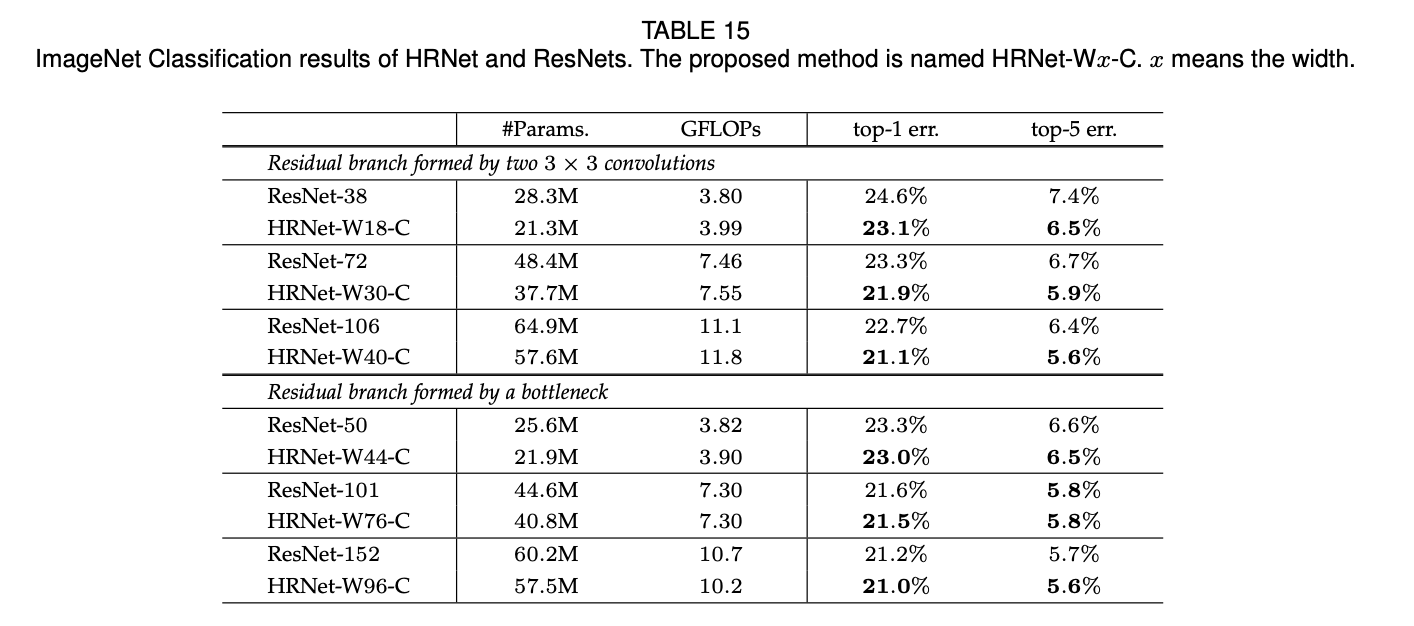 TABLE 15
ImageNet Classification results of HRNet and ResNets. The proposed method is named HRNet-Wx-C. x means the width.
#Params. GFLOPs top-1 err. top-5 err.
Residual branch formed by two 3 × 3 convolutions
ResNet-38 28.3M 3.80 24.6% 7.4%
HRNet-W18-C 21.3M 3.99 23.1% 6.5%
ResNet-72 48.4M 7.46 23.3% 6.7%
HRNet-W30-C 37.7M 7.55 21.9% 5.9%
ResNet-106 64.9M 11.1 22.7% 6.4%
HRNet-W40-C 57.6M 11.8 21.1% 5.6%
Residual branch formed by a bottleneck
ResNet-50 25.6M 3.82 23.3% 6.6%
HRNet-W44-C 21.9M 3.90 23.0% 6.5%
ResNet-101 44.6M 7.30 21.6% 5.8%
HRNet-W76-C 40.8M 7.30 21.5% 5.8%
ResNet-152 60.2M 10.7 21.2% 5.7%
HRNet-W96-C 57.5M 10.2 21.0% 5.6%